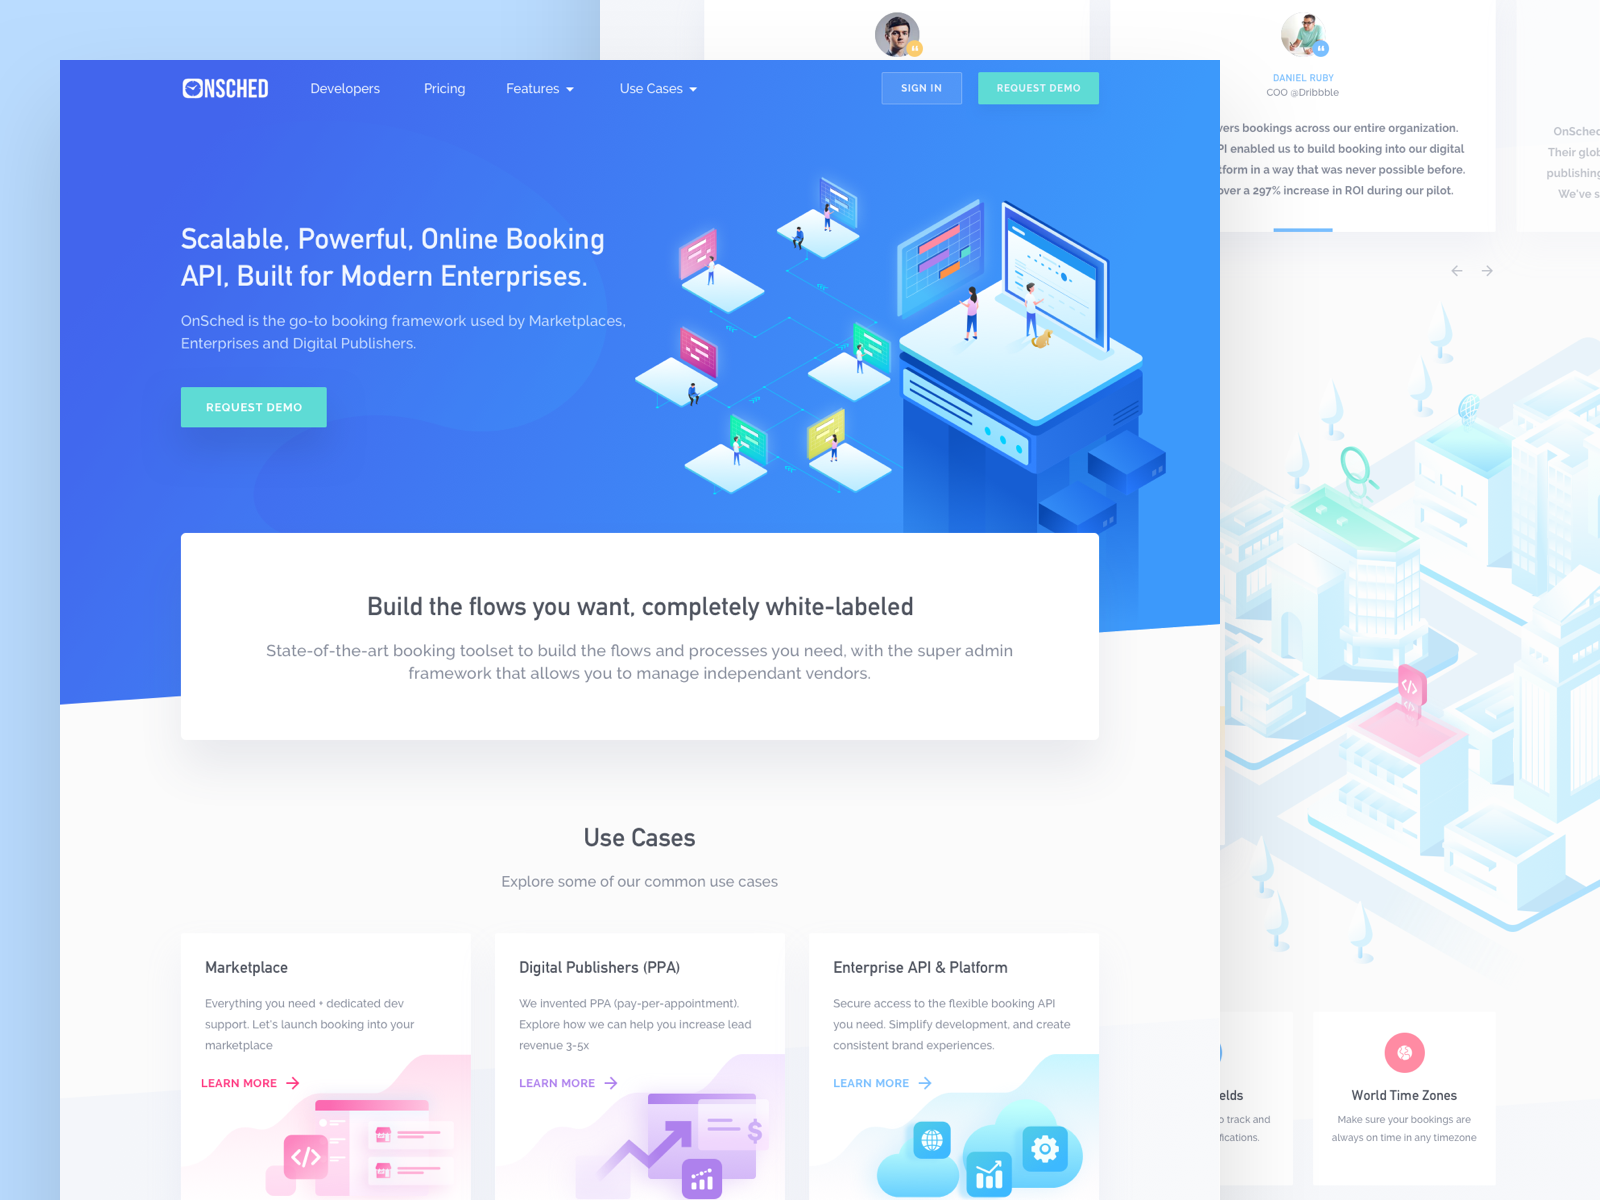 ONSCHED
Developers
Pricing
Features
Use Cases
SIGN IN
REQUEST DEMO
Scalable, Powerful, Online Booking
API, Built for Modern Enterprises.
OnSched is the go-to booking framework used by Marketplaces,
Enterprises and Digital Publishers.
REQUEST DEMO
Build the flows you want, completely white-labeled
State-of-the-art booking toolset to build the flows and processes you need, with the super admin
framework that allows you to manage independant vendors.
Use Cases
Explore some of our common use cases
Marketplace
Everything you need + dedicated dev
support. Let's launch booking into your
marketplace
LEARN MORE
Digital Publishers (PPA)
We invented PPA (pay-per-appointment).
Explore how we can help you increase lead
revenue 3-5x
LEARN MORE
Enterprise API & Platform
Secure access to the flexible booking API
you need. Simplify development, and create
consistent brand experiences.
LEARN MORE
DANIEL RUBY
COO @Dribbble
bookings across our entire organization.
enabled us to build booking into our digital
in a way that was never possible before.
a 297% increase in ROI during our pilot.
OnSched
Their
publishing
We've
track and
World Time Zones
Make sure your bookings are
always on time in any timezone